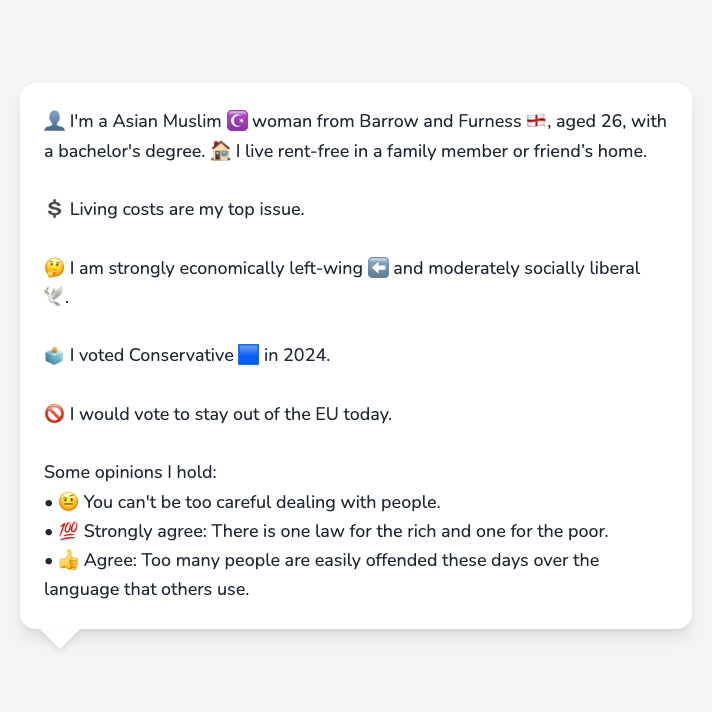 👤 I'm a Asian Muslim ☪️ woman from Barrow and Furness 🏴󠁧󠁢󠁥󠁮󠁧󠁿, aged 26, with
a bachelor's degree. 🏠 I live rent-free in a family member or friend’s home.
💲 Living costs are my top issue.
🤔 I am strongly economically left-wing ⬅️ and moderately socially liberal
🕊️.
🗳️ I voted Conservative 🟦 in 2024.
🚫 I would vote to stay out of the EU today.
Some opinions I hold:
• 🤨 You can't be too careful dealing with people.
• 💯 Strongly agree: There is one law for the rich and one for the poor.
• 👍 Agree: Too many people are easily offended these days over the
language that others use.